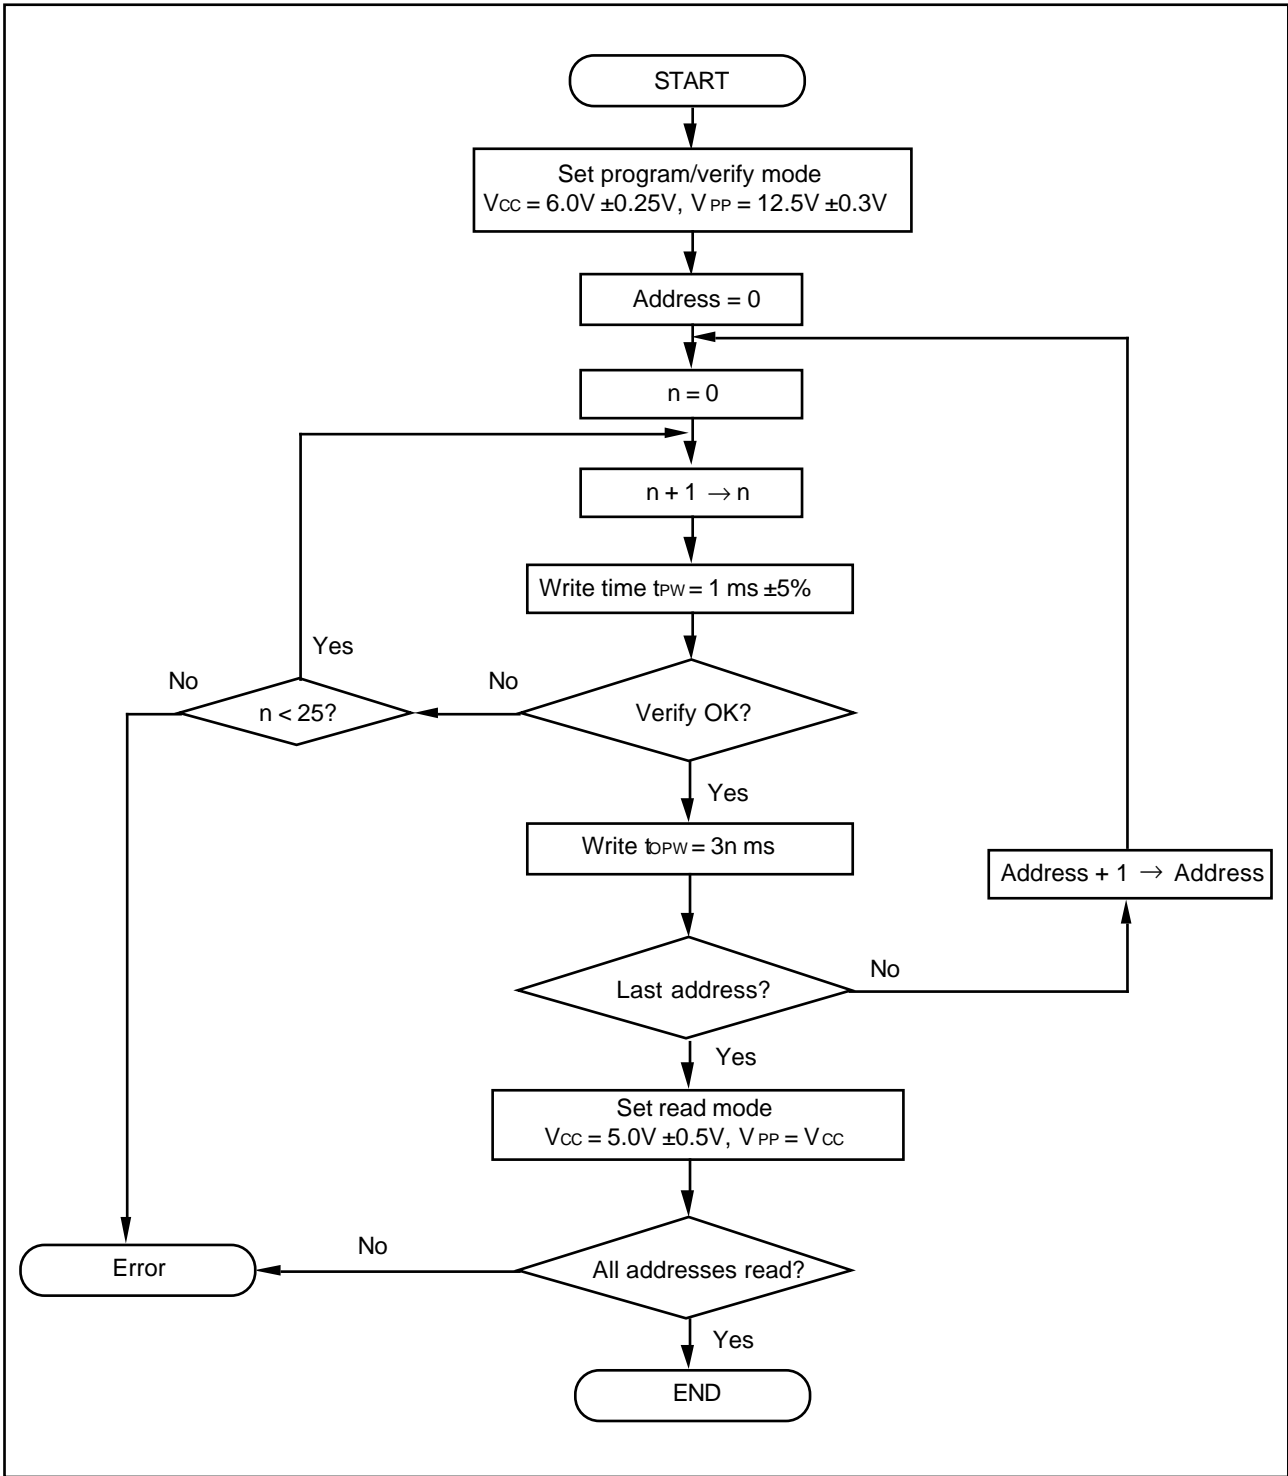 START
Set program/verify mode
VCC = 6.0V ±0.25V, VPP = 12.5V ±0.3V
Address = 0
n = 0
n + 1 → n
Write time tPW = 1 ms ±5%
Yes
No
n < 25?
No
Verify OK?
Yes
Write tOPW = 3n ms
Address + 1 → Address
Last address?
No
Yes
Set read mode
VCC = 5.0V ±0.5V, VPP = VCC
No
Error
All addresses read?
Yes
END